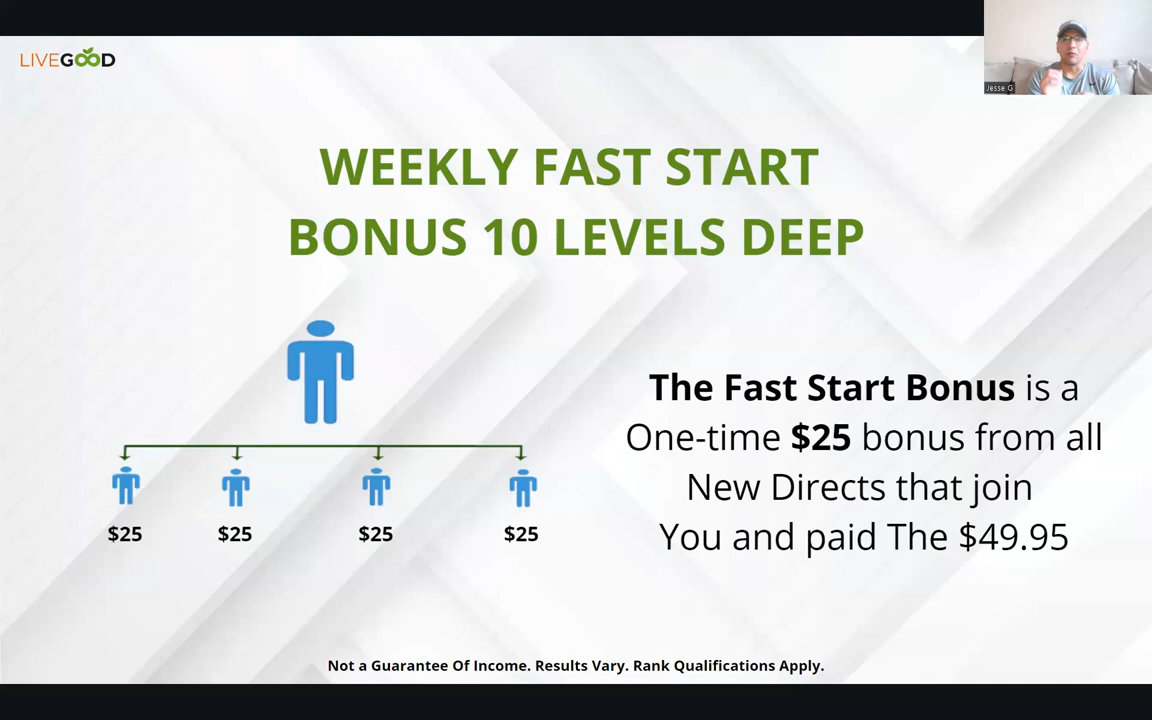 LIVEGOOD
Jesse G
WEEKLY FAST START
BONUS 10 LEVELS DEEP
The Fast Start Bonus is a
One-time $25 bonus from all
New Directs that join
You and paid The $49.95
$25 $25 $25 $25
Not a Guarantee Of Income. Results Vary. Rank Qualifications Apply.